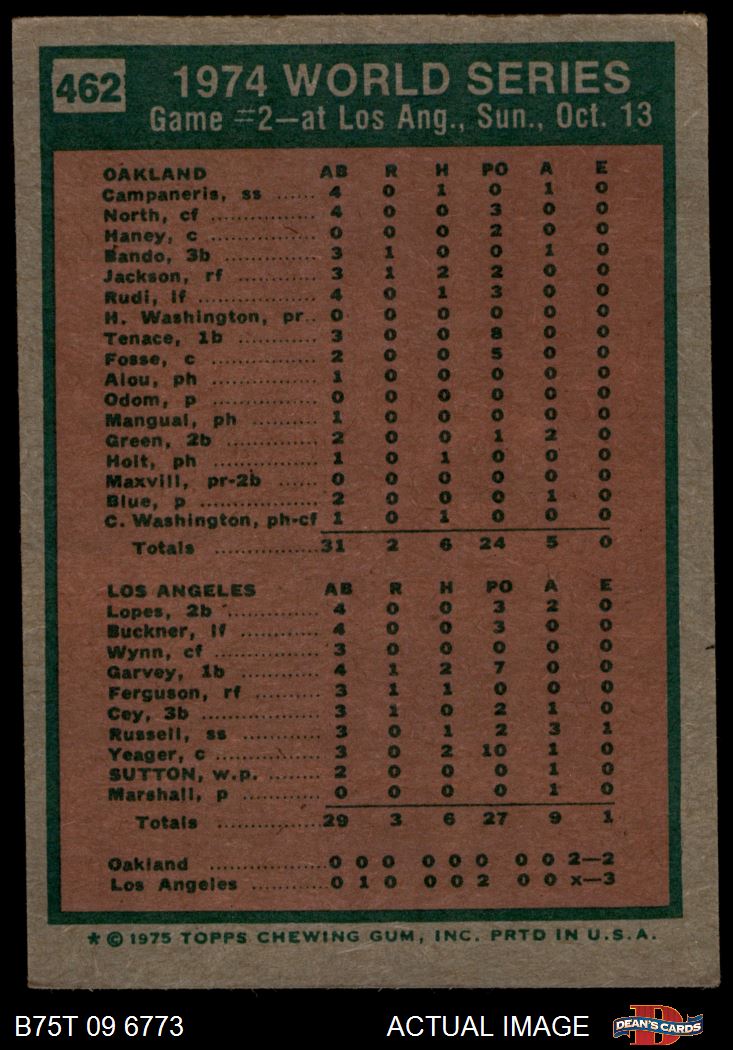 462
1974 WORLD SERIES
Game #2—at Los Ang., Sun., Oct. 13
OAKLAND AB R H PO A E
Campaneris, ss ...... 4 0 1 0 1 0
North, cf ............... 4 0 0 3 0 0
Haney, c ............... 0 0 0 2 0 0
Bando, 3b ............. 3 1 0 0 1 0
Jackson, rf ............ 3 1 2 2 0 0
Rudi, lf ................. 4 0 1 3 0 0
H. Washington, pr.. 0 0 0 0 0 0
Tenace, 1b ............ 3 0 0 8 0 0
Fosse, c ................ 2 0 0 5 0 0
Alou, ph ............... 1 0 0 0 0 0
Odom, p ............... 0 0 0 0 0 0
Mangual, ph ......... 1 0 0 0 0 0
Green, 2b ............. 2 0 0 1 2 0
Holt, ph ................ 1 0 1 0 0 0
Maxvill, pr-2b ....... 0 0 0 0 0 0
Blue, p .................. 2 0 0 0 1 0
C. Washington, ph-cf 1 0 1 0 0 0
Totals ............... 31 2 6 24 5 0
LOS ANGELES AB R H PO A E
Lopes, 2b ............. 4 0 0 3 2 0
Buckner, lf ........... 4 0 0 3 0 0
Wynn, cf ............... 3 0 0 0 0 0
Garvey, 1b ............ 4 1 2 7 0 0
Ferguson, rf .......... 3 1 1 0 0 0
Cey, 3b ................. 3 1 0 2 1 0
Russell, ss ............ 3 0 1 2 3 1
Yeager, c .............. 3 0 2 10 1 0
SUTTON, w.p. ....... 2 0 0 0 1 0
Marshall, p ........... 0 0 0 0 1 0
Totals ............... 29 3 6 27 9 1
Oakland ................ 0 0 0 0 0 0 0 0 2—2
Los Angeles .......... 0 1 0 0 0 2 0 0 x—3
* © 1975 TOPPS CHEWING GUM, INC. PRTD IN U.S.A.
B75T 09 6773 ACTUAL IMAGE DEAN'S CARDS